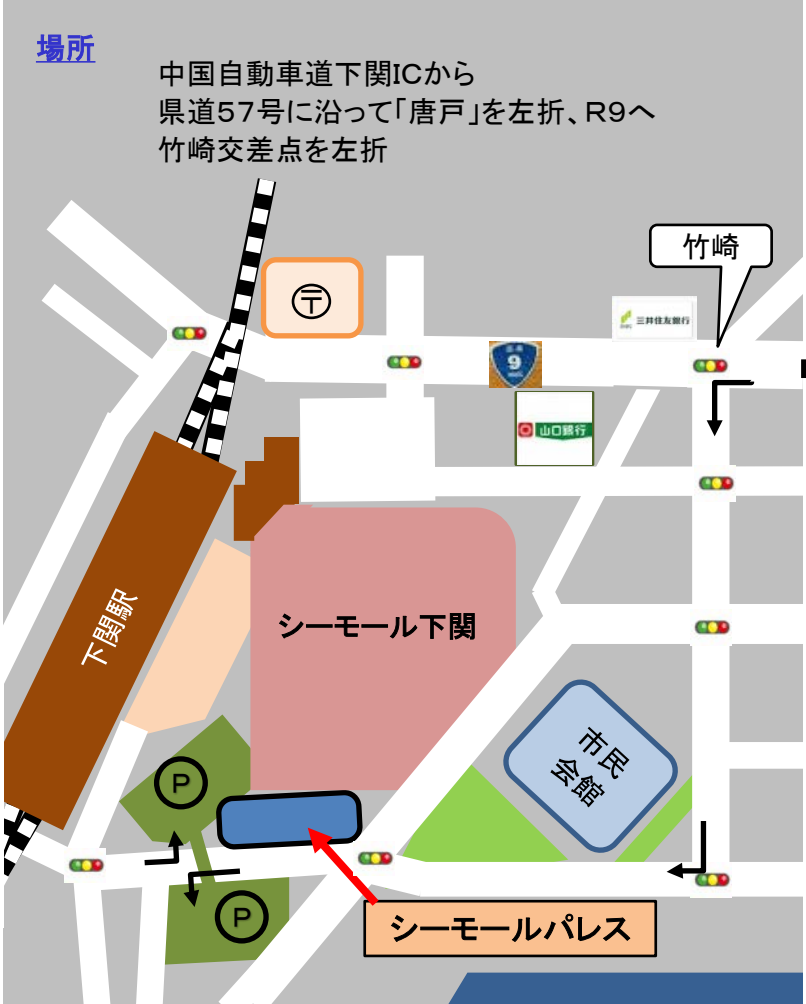 場所
中国自動車道下関ICから
県道57号に沿って「唐戸」を左折、R9へ
竹崎交差点を左折
竹崎
〒
三井住友銀行
9
山口銀行
下関駅
シーモール下関
市民
会館
P
P
シーモールパレス